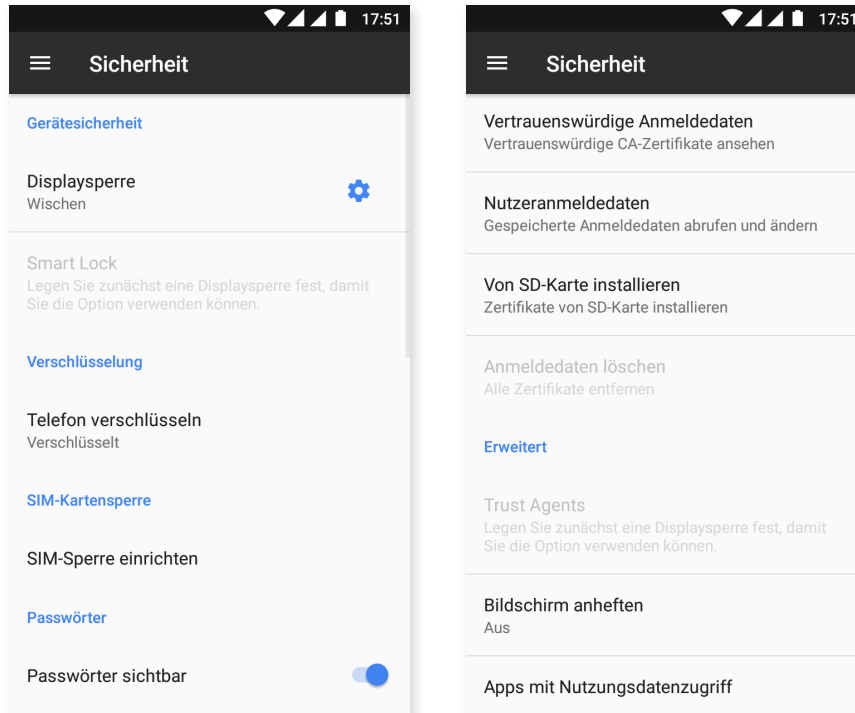 17:51
Sicherheit
Gerätesicherheit
Displaysperre
Wischen
Smart Lock
Legen Sie zunächst eine Displaysperre fest, damit
Sie die Option verwenden können.
Verschlüsselung
Telefon verschlüsseln
Verschlüsselt
SIM-Kartensperre
SIM-Sperre einrichten
Passwörter
Passwörter sichtbar
17:51
Sicherheit
Vertrauenswürdige Anmeldedaten
Vertrauenswürdige CA-Zertifikate ansehen
Nutzeranmeldedaten
Gespeicherte Anmeldedaten abrufen und ändern
Von SD-Karte installieren
Zertifikate von SD-Karte installieren
Anmeldedaten löschen
Alle Zertifikate entfernen
Erweitert
Trust Agents
Legen Sie zunächst eine Displaysperre fest, damit
Sie die Option verwenden können.
Bildschirm anheften
Aus
Apps mit Nutzungsdatenzugriff